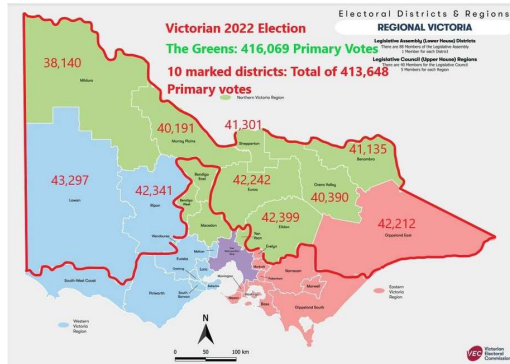 Electoral Districts & Regions
REGIONAL VICTORIA
Legislative Assembly (Lower House) Districts
There are 88 Members of the Legislative Assembly
1 Member for each District
Legislative Council (Upper House) Regions
There are 40 Members for the Legislative Council
5 Members for each Region
Victorian 2022 Election
The Greens: 416,069 Primary Votes
10 marked districts: Total of 413,648
Primary votes
Northern Victoria Region
38,140
Mildura
40,191
Murray Plains
41,301
Shepparton
41,135
Benambra
43,297
Lowan
42,341
Ripon
Bendigo
East
Bendigo
West
42,242
Euroa
Ovens Valley
40,390
42,399
Eildon
42,212
Gippsland East
Wendouree
Macedon
Yan
Yean
Evelyn
Melton
Eureka
Lara
Geelong
South
Barwon
Bellarine
Mornington
Monbulk
Pakenham
Narracan
Morwell
Bass
Gippsland South
South-West Coast
Polwarth
Western
Victoria
Region
Eastern
Victoria
Region
N
0 50 100 km
VEC
Victorian
Electoral
Commission